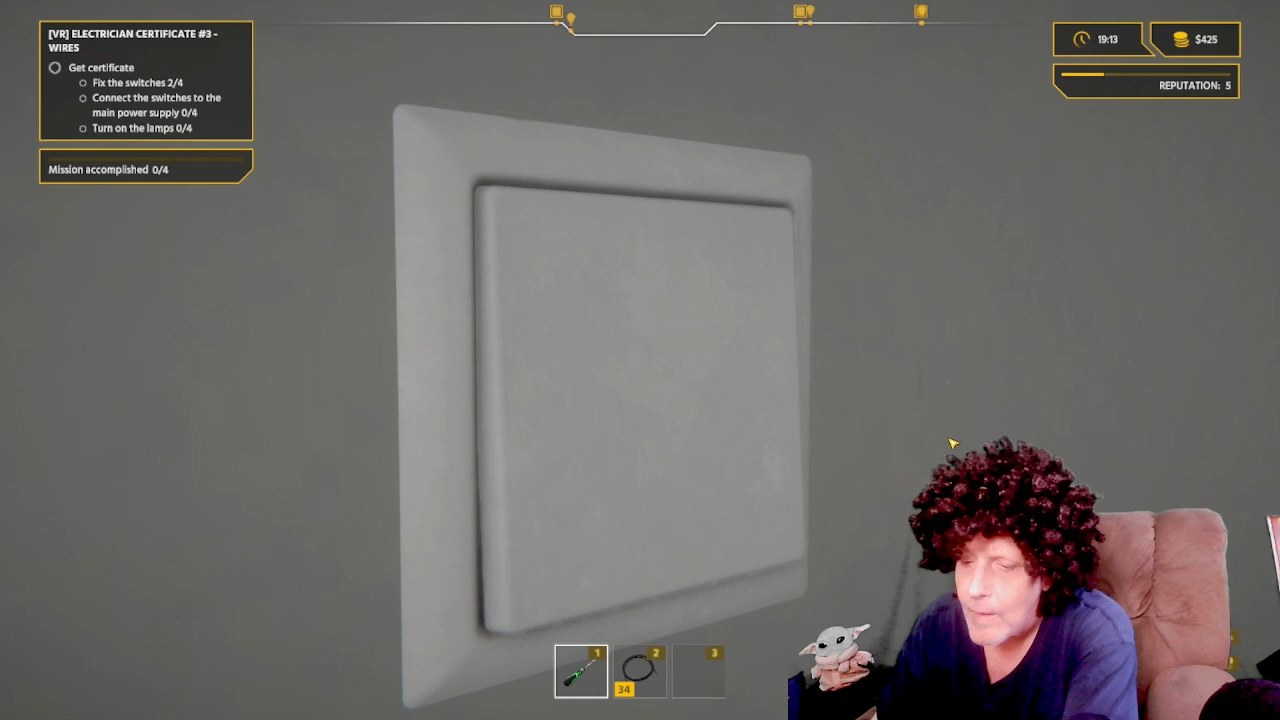 [VR] ELECTRICIAN CERTIFICATE #3 -
WIRES
Get certificate
Fix the switches 2/4
Connect the switches to the
main power supply 0/4
Turn on the lamps 0/4
Mission accomplished 0/4
19:13
$425
REPUTATION: 5
1
2
3
34